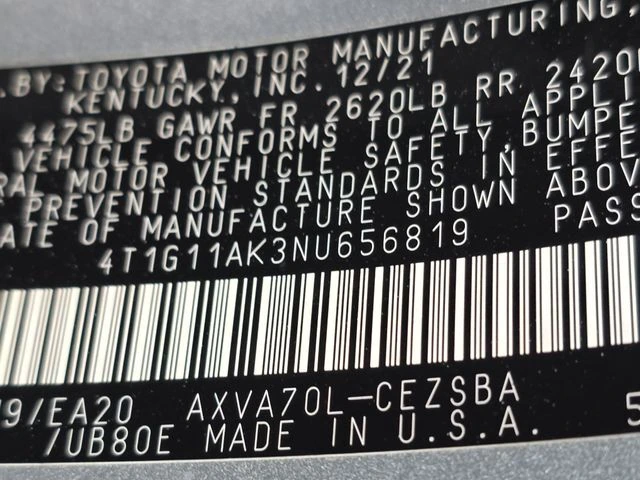 .BY: TOYOTA MOTOR MANUFACTURING,
KENTUCKY, INC. 12/21
4475LB GAWR FR 2620LB RR 2420
VEHICLE CONFORMS TO ALL APPLI
RAL MOTOR VEHICLE SAFETY, BUMPE
PREVENTION STANDARDS IN EFFE
ATE OF MANUFACTURE SHOWN ABOV
4T1G11AK3NU656819 PASS
9/EA20 AXVA70L-CEZSBA 5
/UB80E MADE IN U.S.A.